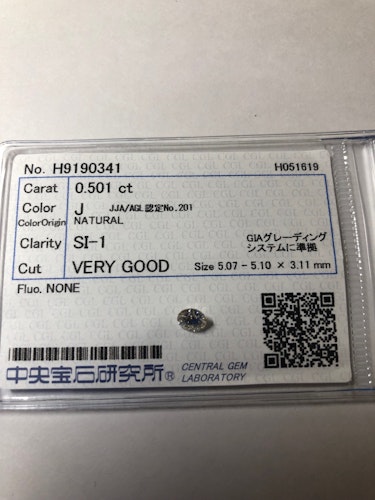 No. H9190341 H051619
Carat 0.501 ct
Color J JJA/AGL認定No.201
ColorOrigin NATURAL
Clarity SI-1 GIAグレーディング
システムに準拠
Cut VERY GOOD Size 5.07 - 5.10 × 3.11 mm
Fluo. NONE
中央宝石研究所® CENTRAL GEM
LABORATORY